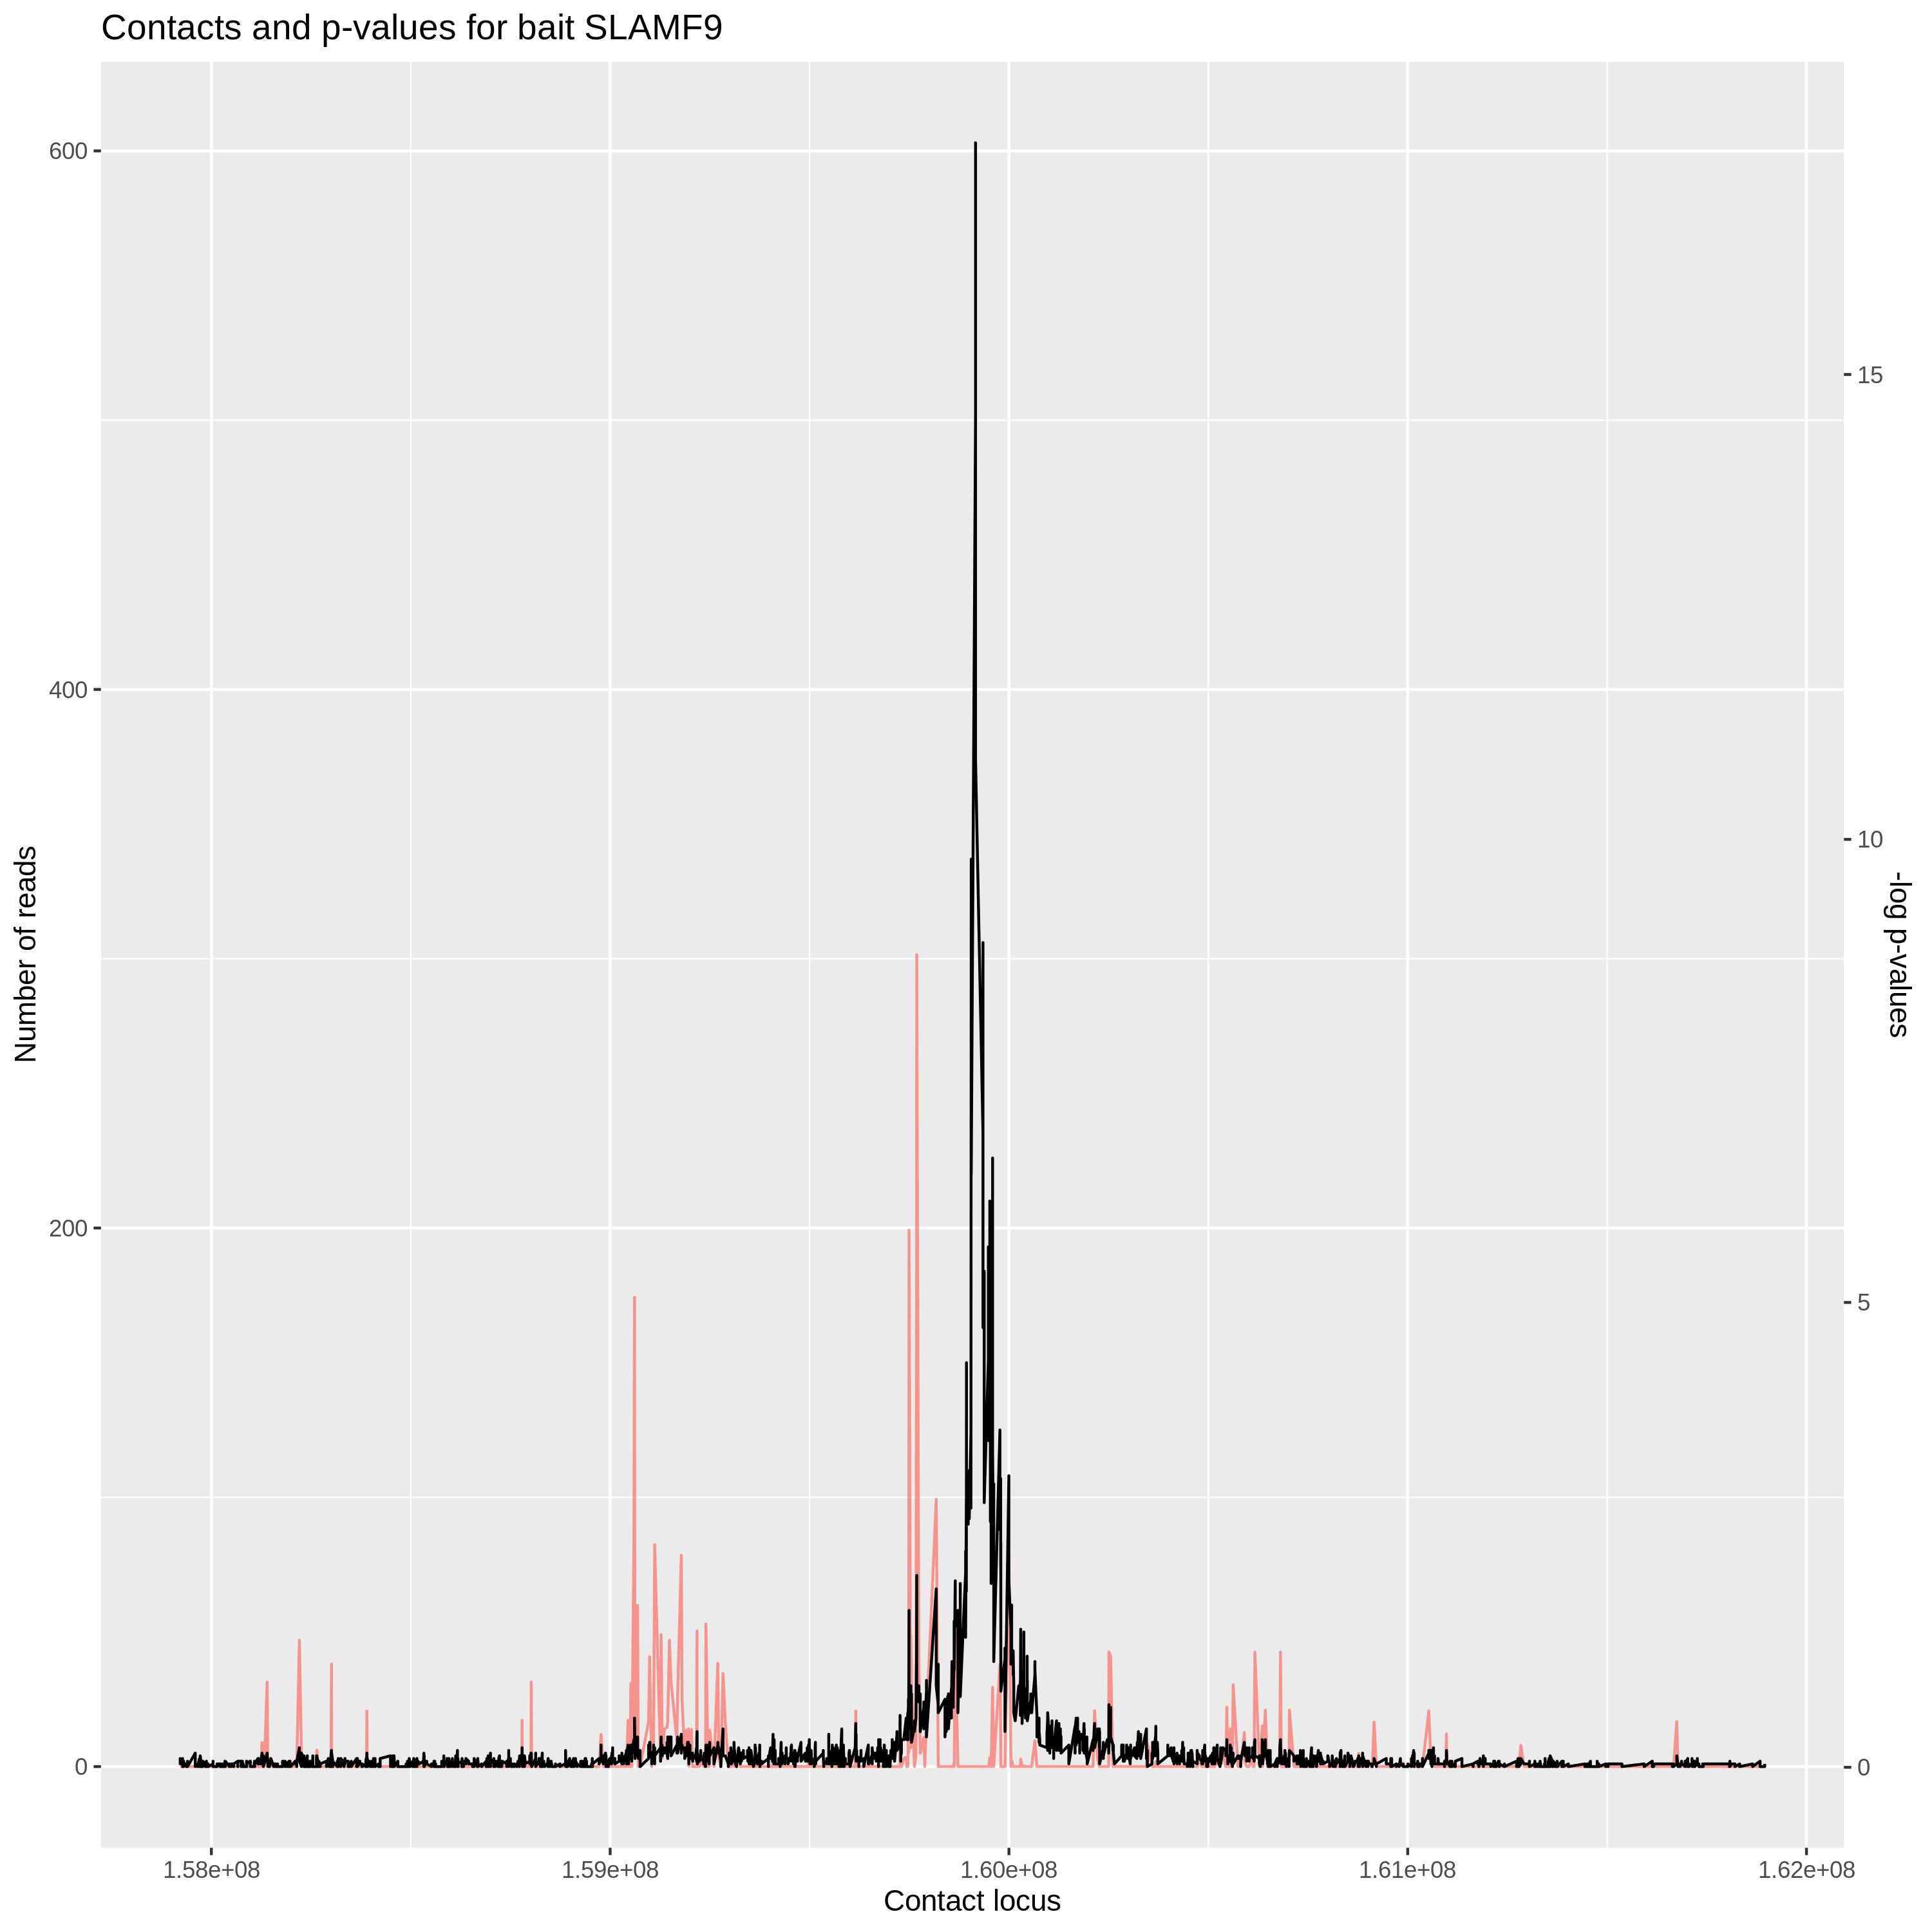 Contacts and p-values for bait SLAMF9
600
400
200
0
Number of reads
15
10
5
0
-log p-values
1.58e+08
1.59e+08
1.60e+08
1.61e+08
1.62e+08
Contact locus